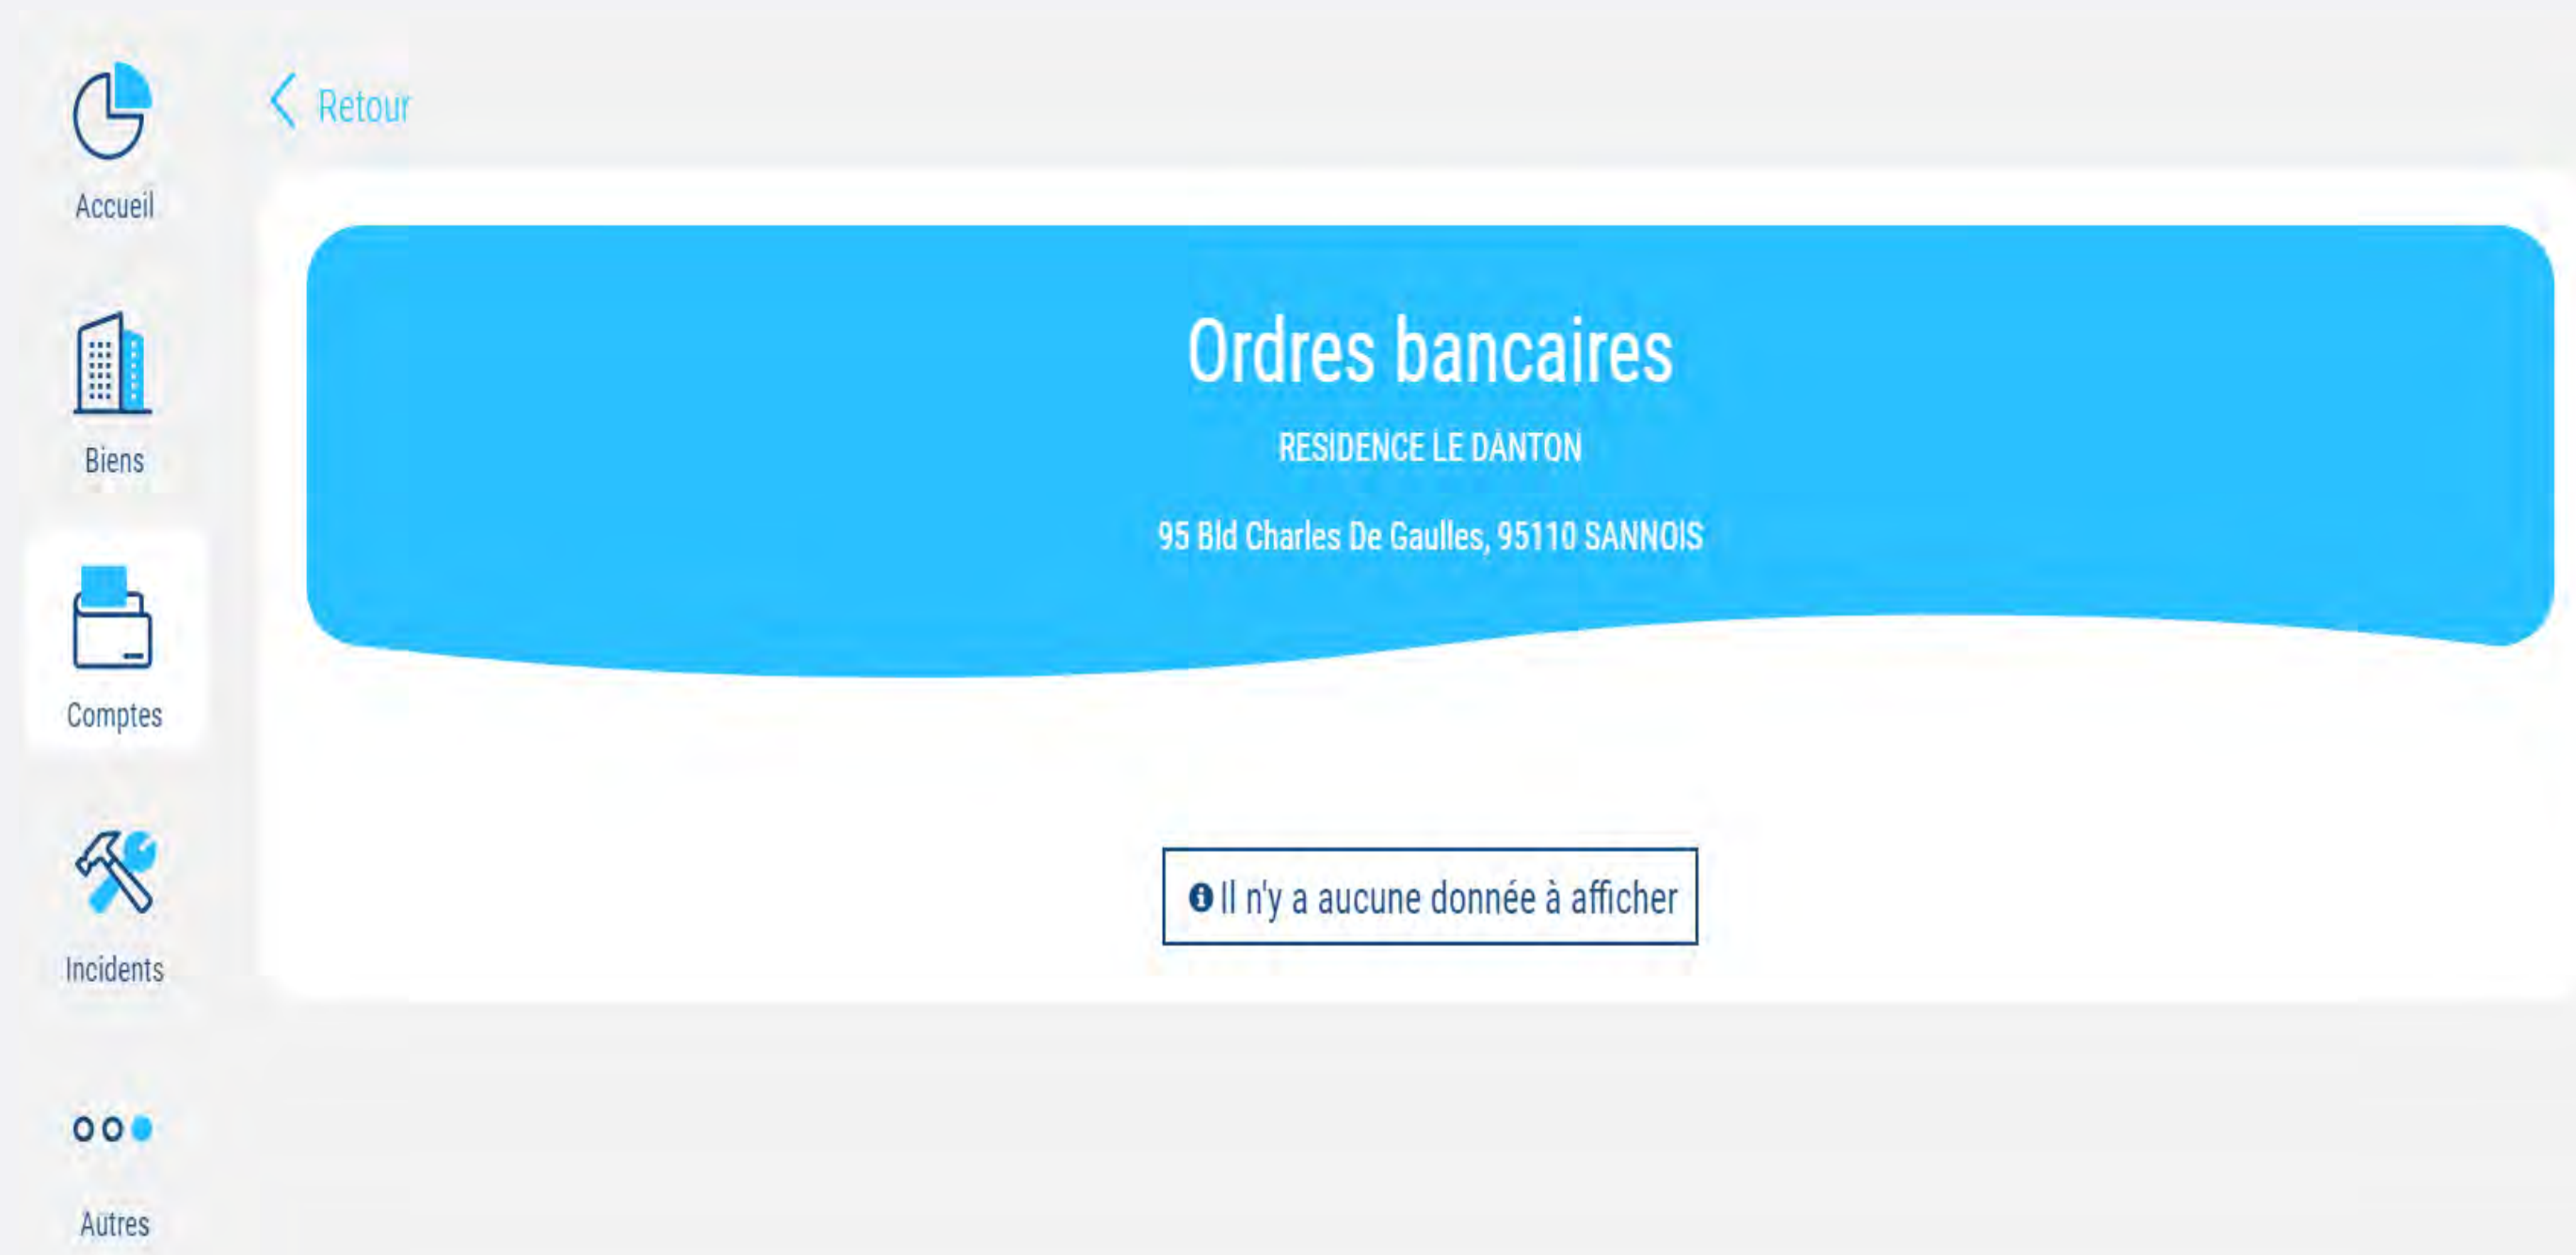 Retour
Accueil
Biens
Comptes
Incidents
Autres
Ordres bancaires
RESIDENCE LE DANTON
95 Bld Charles De Gaulles, 95110 SANNOIS
Il n'y a aucune donnée à afficher